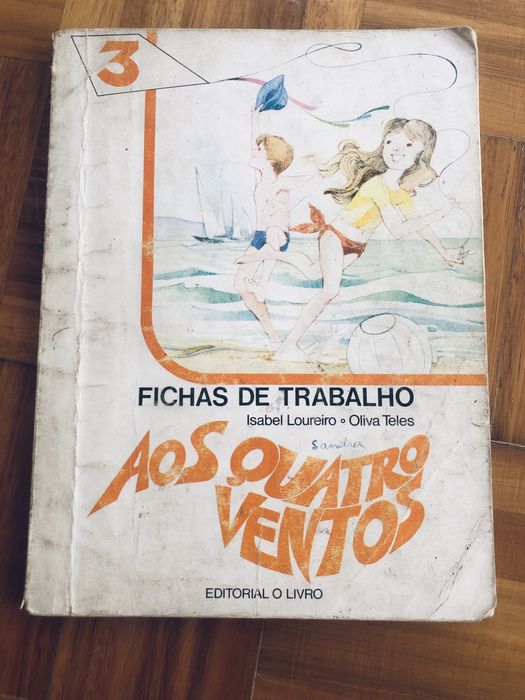 3
FICHAS DE TRABALHO
Isabel Loureiro • Oliva Teles
Sandra
AOS QUATRO
VENTOS
EDITORIAL O LIVRO